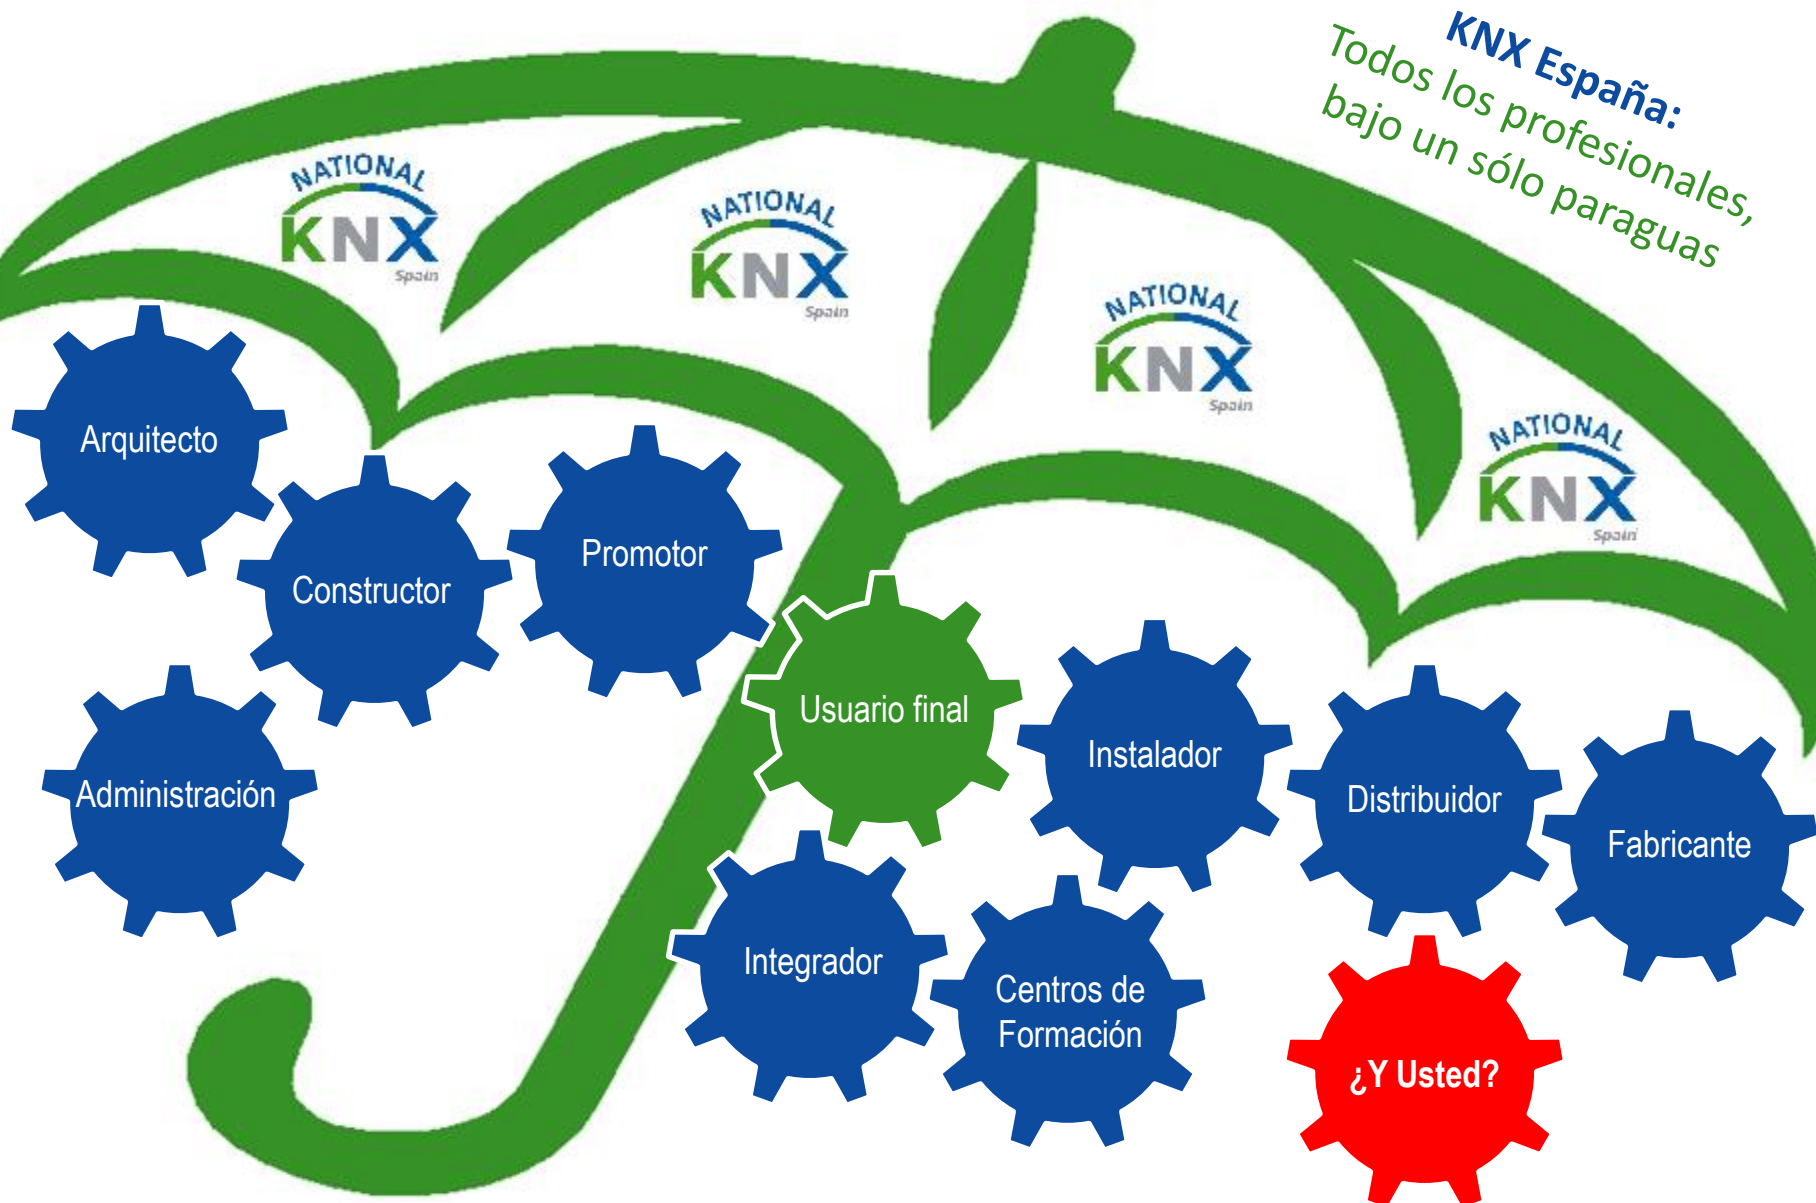 KNX España:
Todos los profesionales,
bajo un sólo paraguas
NATIONAL
KNX
Spain
NATIONAL
KNX
Spain
NATIONAL
KNX
Spain
NATIONAL
KNX
Spain
Arquitecto
Constructor
Promotor
Administración
Usuario final
Instalador
Distribuidor
Fabricante
Integrador
Centros de
Formación
¿Y Usted?